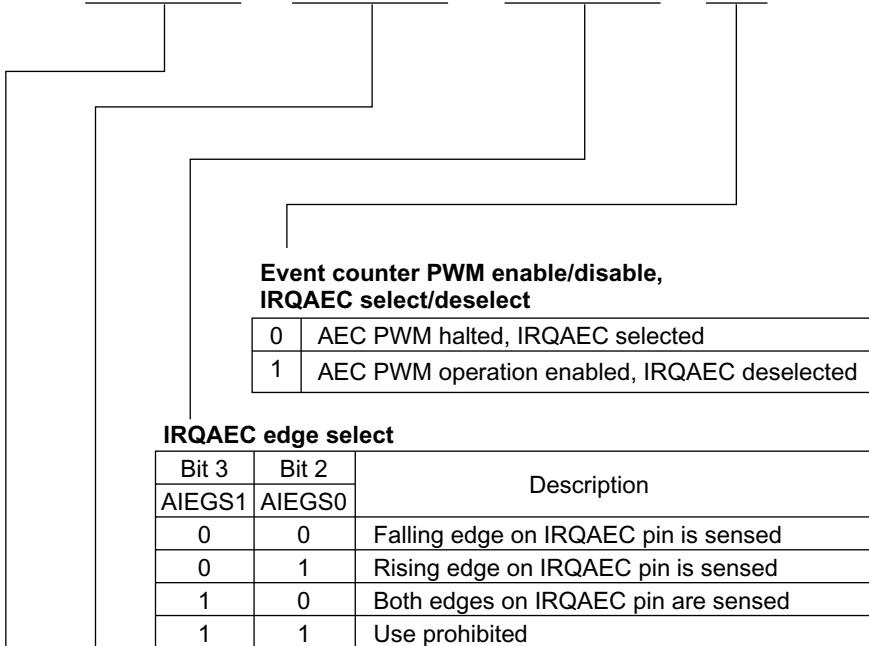 Event counter PWM enable/disable,
IRQAEC select/deselect
0 AEC PWM halted, IRQAEC selected
1 AEC PWM operation enabled, IRQAEC deselected
IRQAEC edge select
Bit 3 Bit 2 Description
AIEGS1 AIEGS0
0 0 Falling edge on IRQAEC pin is sensed
0 1 Rising edge on IRQAEC pin is sensed
1 0 Both edges on IRQAEC pin are sensed
1 1 Use prohibited